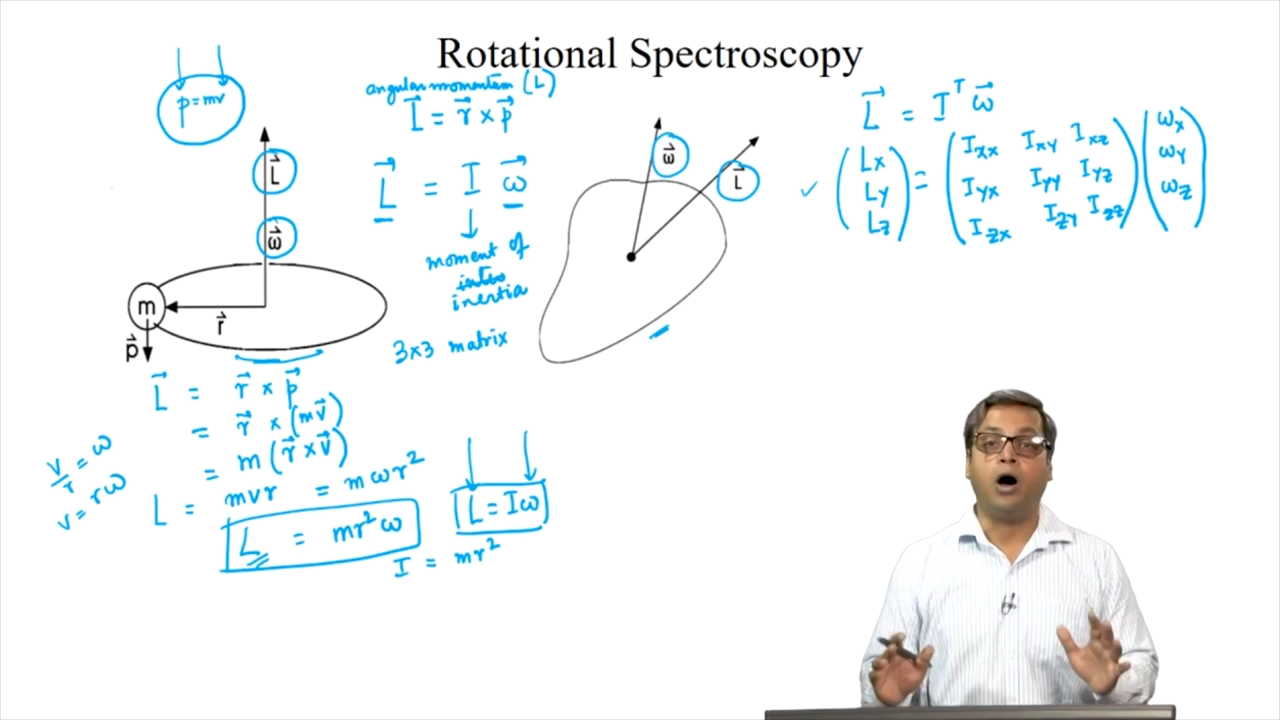 Rotational Spectroscopy
p = mv
L⃗
ω⃗
m
r⃗
p⃗
angular momentum (L)
L⃗ = r⃗ × p⃗
L⃗ = I ω⃗
moment of
inertia
3×3 matrix
ω⃗
L⃗
L⃗ = I^T ω⃗
(Lx Ly Lz) = (Ixx Ixy Ixz
Iyx Iyy Iyz
Izx Izy Izz) (ωx ωy ωz)
L⃗ = r⃗ × p⃗
= r⃗ × (mv⃗)
= m(r⃗ × v⃗)
v/r = ω
v = rω
L = mvr = mωr²
L = mr²ω
L = Iω
I = mr²